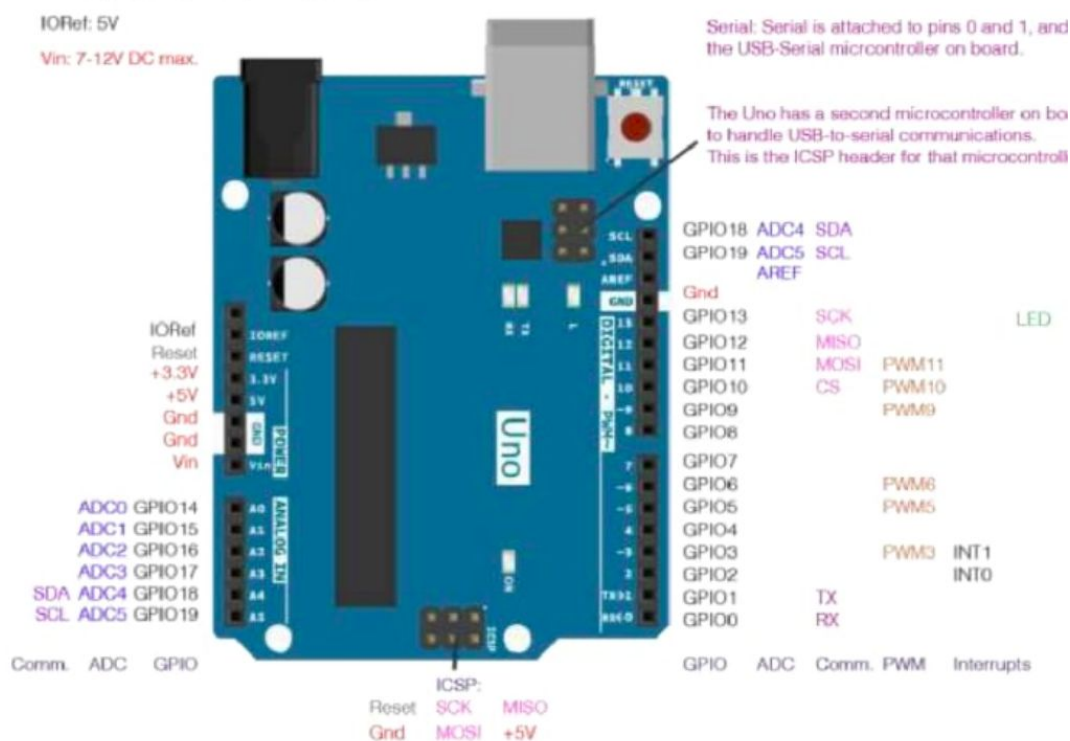 IORef: 5V
Vin: 7-12V DC max.
Serial: Serial is attached to pins 0 and 1, and
the USB-Serial micrcontroller on board.
The Uno has a second microcontroller on bo
to handle USB-to-serial communications.
This is the ICSP header for that microcontrolle
RESET
SCL
SDA
AREF
GND
13
12
11
10
~9
8
7
~6
~5
4
~3
2
TX01
RX00
DIGITAL - PWM~
TX
RX
L
Uno
ON
ICSP
IOREF
RESET
3.3V
5V
GND
Vin
POWER
A0
A1
A2
A3
A4
A5
ANALOG IN
IORef
Reset
+3.3V
+5V
Gnd
Gnd
Vin
ADC0 GPIO14
ADC1 GPIO15
ADC2 GPIO16
ADC3 GPIO17
SDA ADC4 GPIO18
SCL ADC5 GPIO19
Comm. ADC GPIO
GPIO18 ADC4 SDA
GPIO19 ADC5 SCL
AREF
Gnd
GPIO13 SCK LED
GPIO12 MISO
GPIO11 MOSI PWM11
GPIO10 CS PWM10
GPIO9 PWM9
GPIO8
GPIO7
GPIO6 PWM6
GPIO5 PWM5
GPIO4
GPIO3 PWM3 INT1
GPIO2 INT0
GPIO1 TX
GPIO0 RX
GPIO ADC Comm. PWM Interrupts
ICSP:
Reset SCK MISO
Gnd MOSI +5V